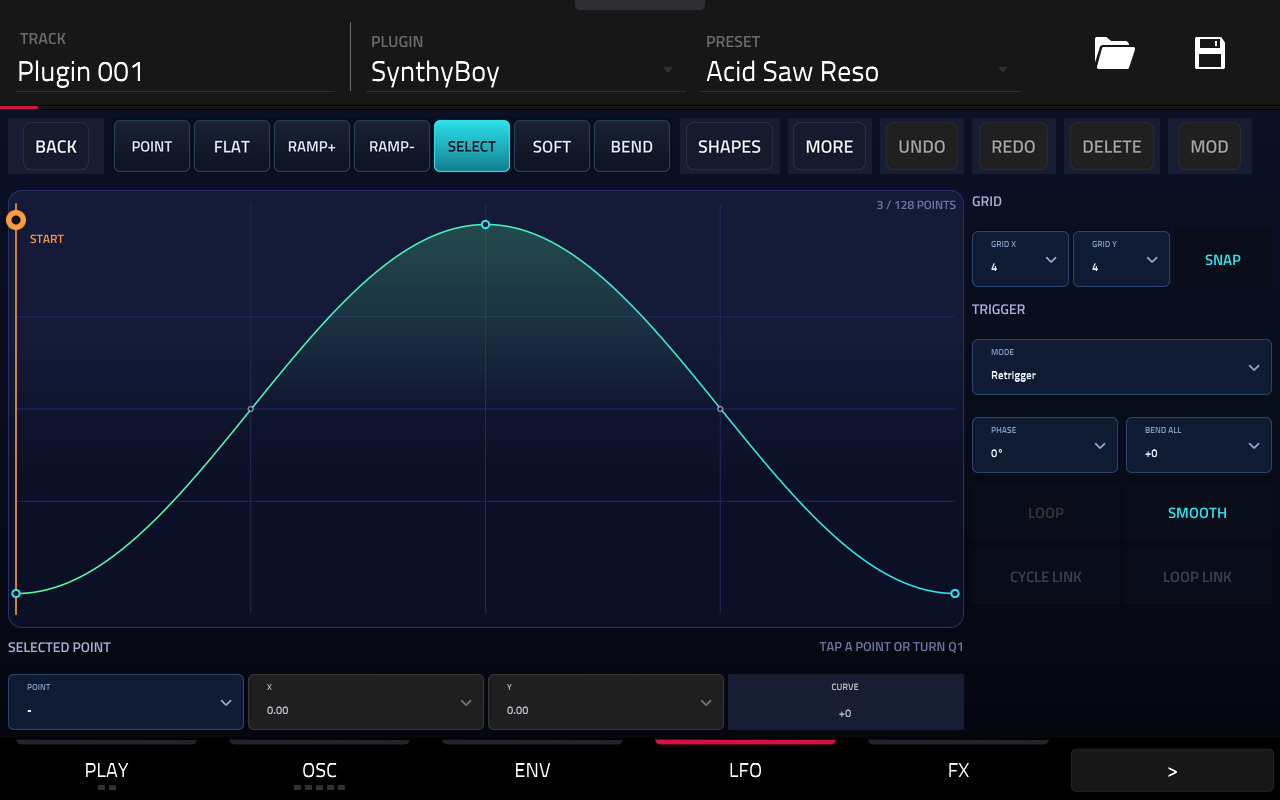 TRACK
Plugin 001
PLUGIN
SynthyBoy
PRESET
Acid Saw Reso
BACK
POINT
FLAT
RAMP+
RAMP-
SELECT
SOFT
BEND
SHAPES
MORE
UNDO
REDO
DELETE
MOD
3 / 128 POINTS
START
GRID
GRID X
4
GRID Y
4
SNAP
TRIGGER
MODE
Retrigger
PHASE
0°
BEND ALL
+0
LOOP
SMOOTH
CYCLE LINK
LOOP LINK
SELECTED POINT
TAP A POINT OR TURN Q1
POINT
-
X
0.00
Y
0.00
CURVE
+0
PLAY
OSC
ENV
LFO
FX
>